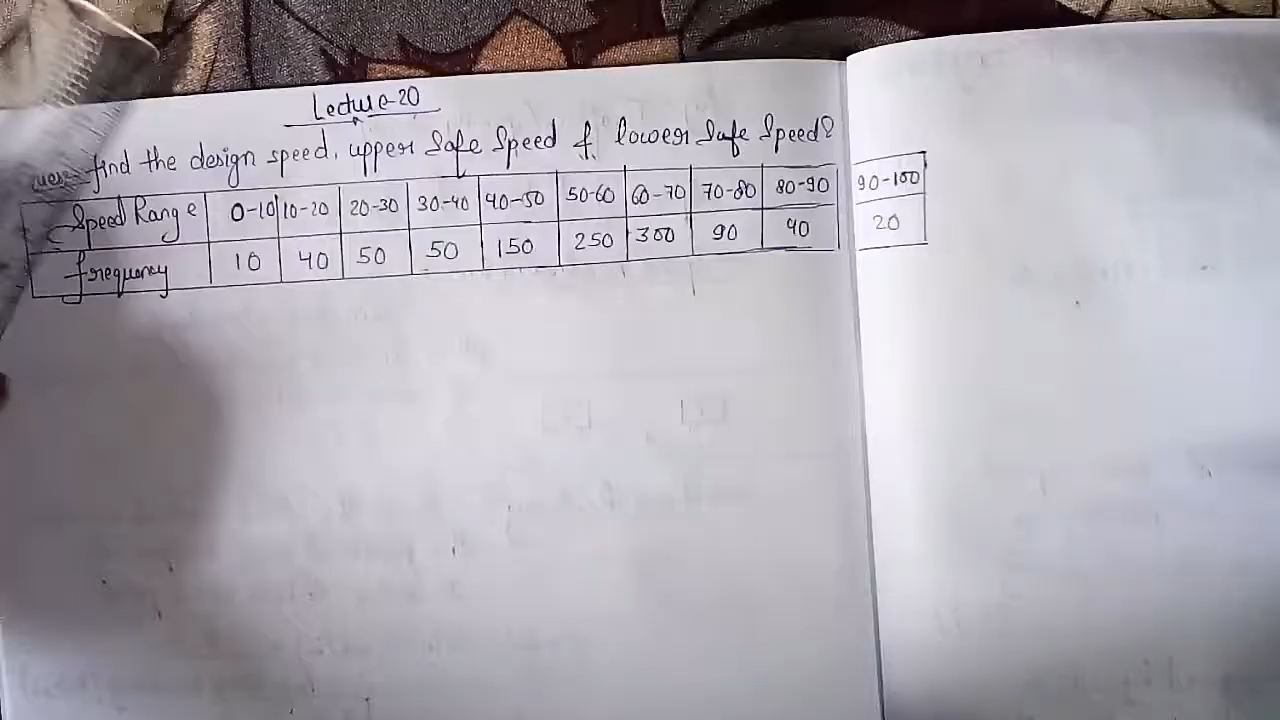 Lecture-20
find the design speed, upper Safe Speed & lower Safe Speed?
Speed Range 0-10 10-20 20-30 30-40 40-50 50-60 60-70 70-80 80-90 90-100
frequency 10 40 50 50 150 250 300 90 40 20